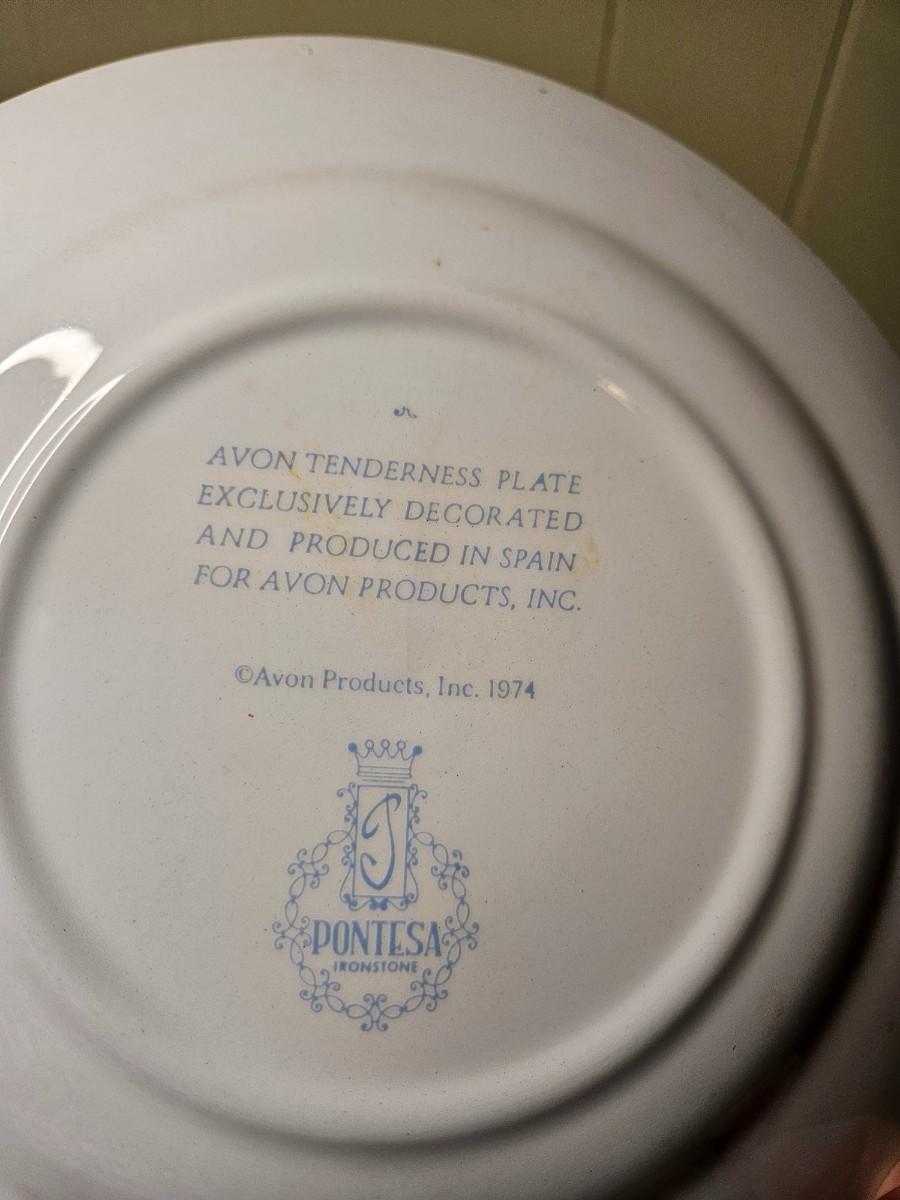 AVON TENDERNESS PLATE
EXCLUSIVELY DECORATED
AND PRODUCED IN SPAIN
FOR AVON PRODUCTS, INC.
©Avon Products, Inc. 1974
P
PONTESA
IRONSTONE